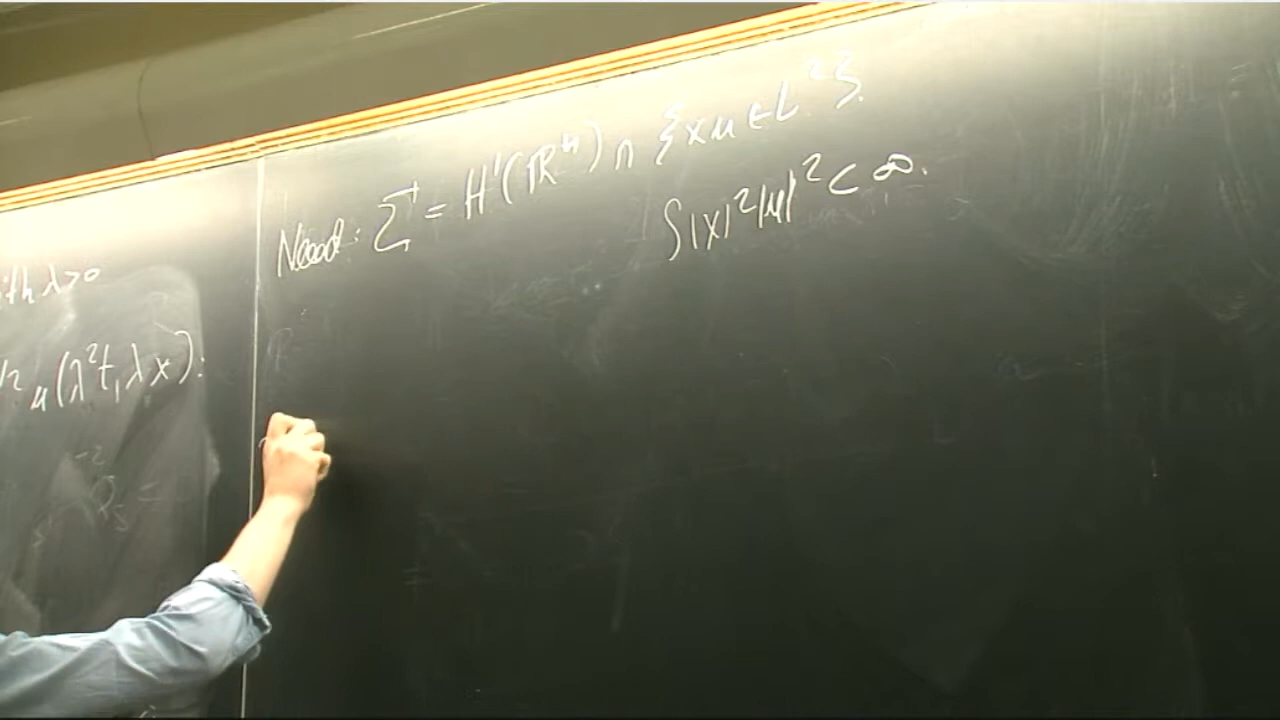 ith λ>0
u(λ²t, λx):
Need: Σ = H¹(ℝⁿ) ∩ {xu ∈ L²}.
∫|x|²|u|² < ∞.